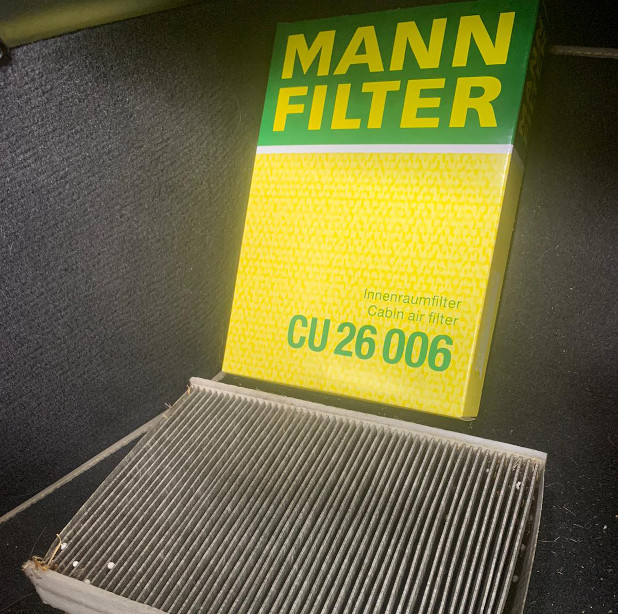 MANN
FILTER
Innenraumfilter
Cabin air filter
CU 26 006